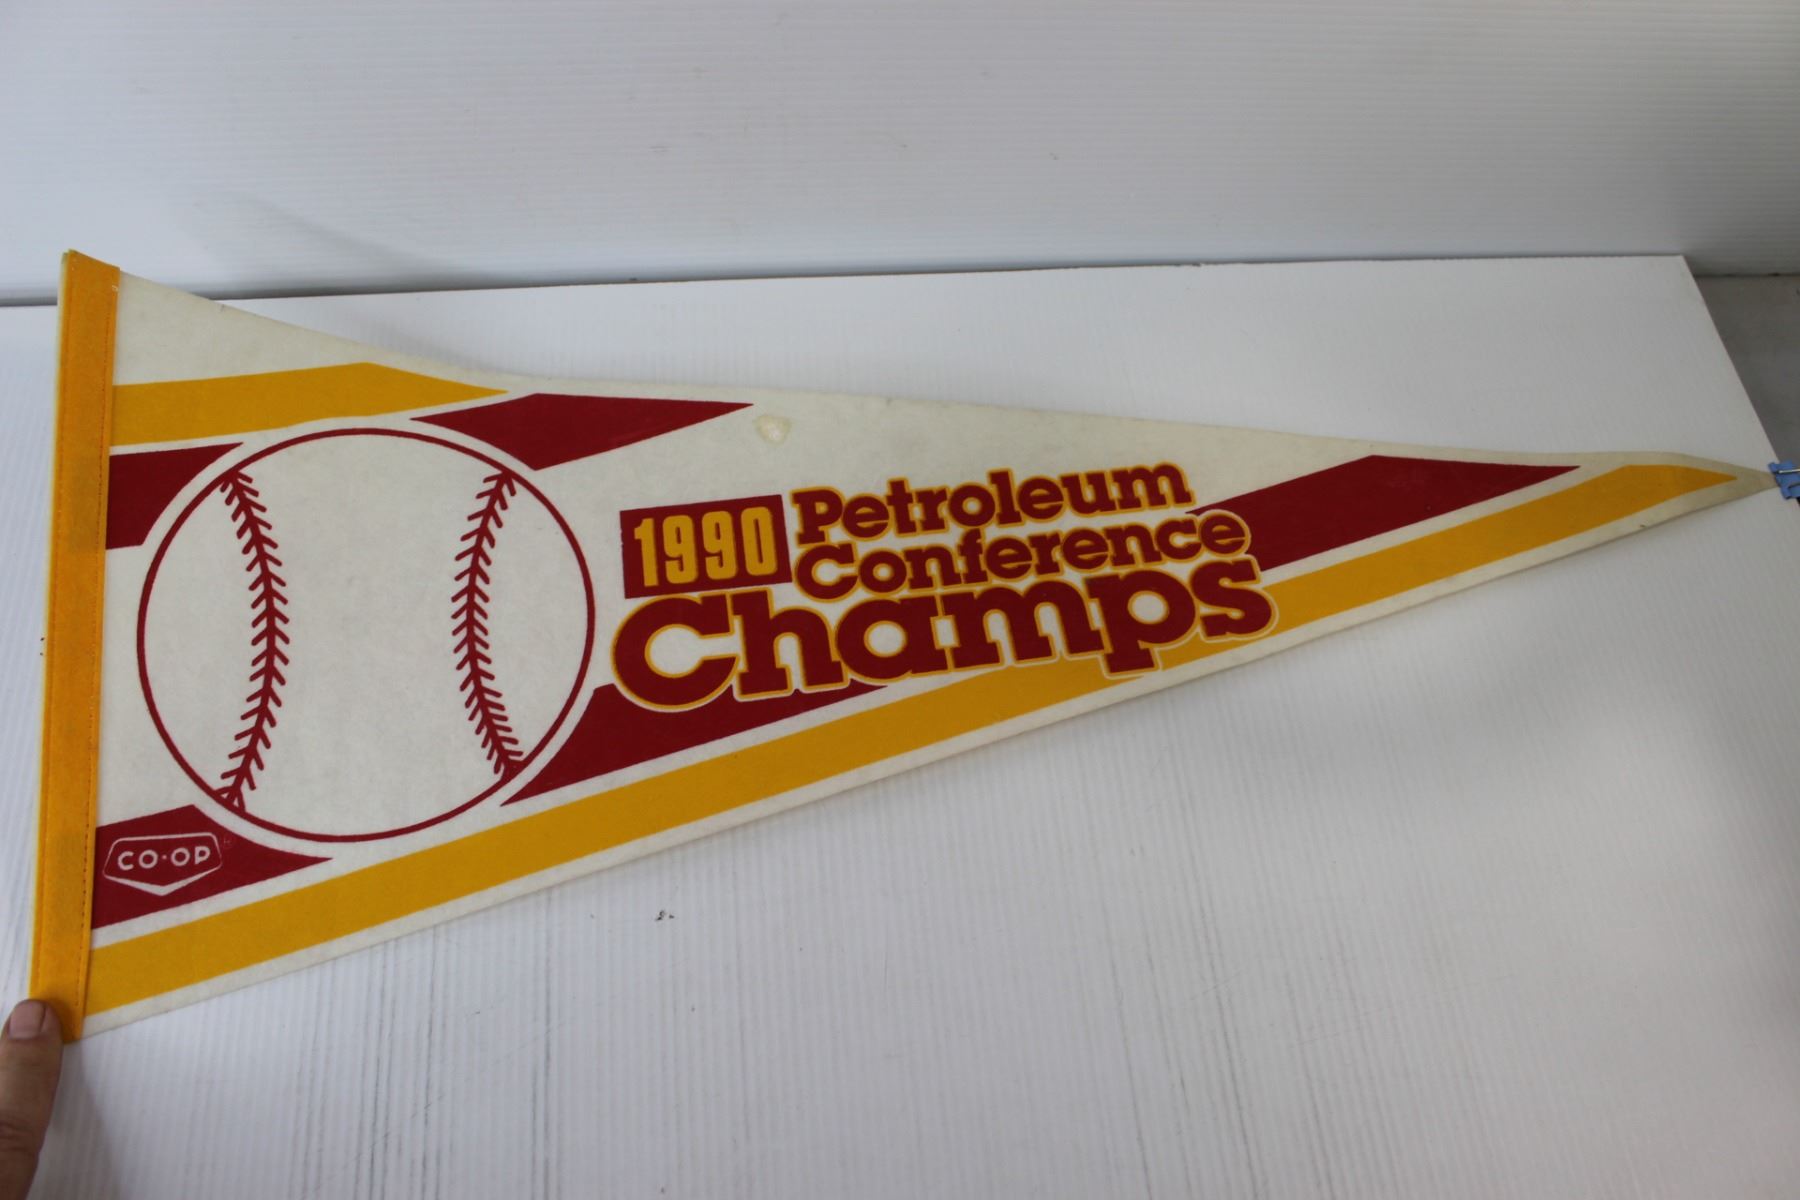 1990 Petroleum
Conference
Champs
CO-OP